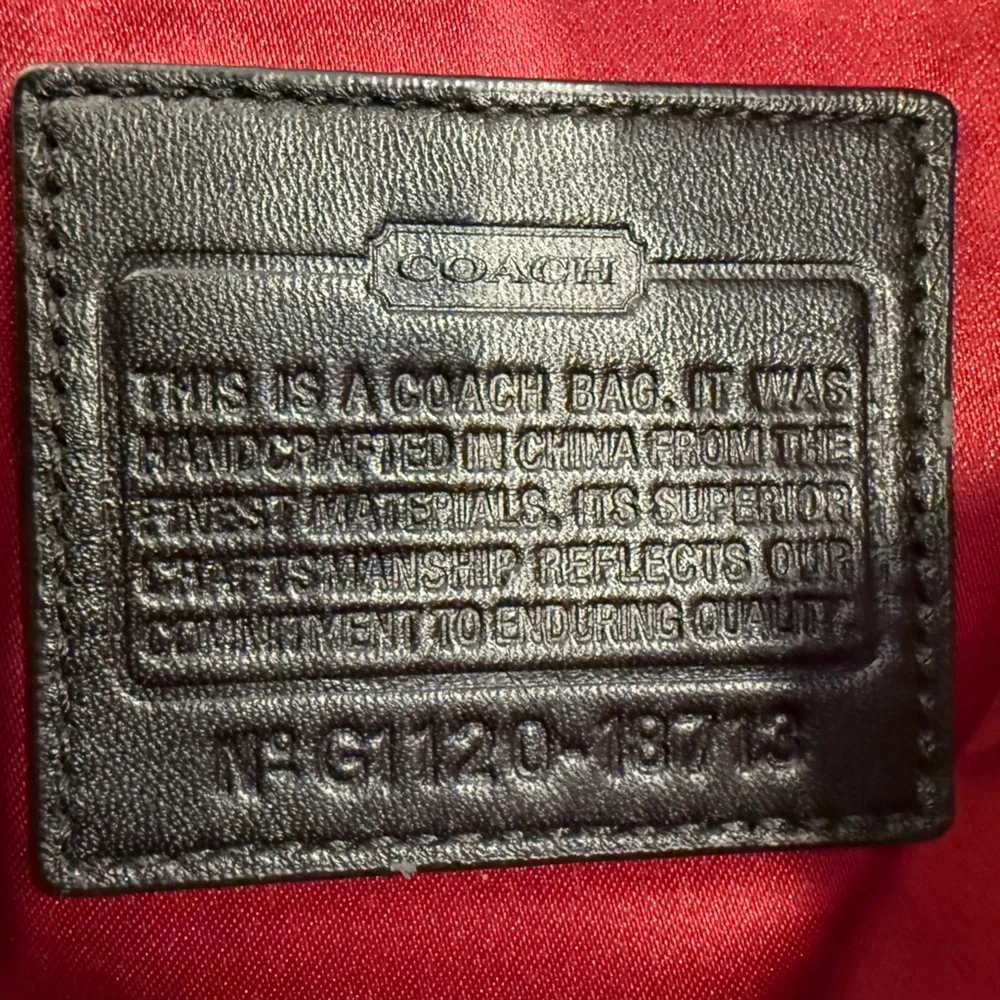 COACH
THIS IS A COACH BAG. IT WAS
HANDCRAFTED IN CHINA FROM THE
FINEST MATERIALS. ITS SUPERIOR
CRAFTSMANSHIP REFLECTS OUR
COMMITMENT TO ENDURING QUALITY.
Nº G1120-18713